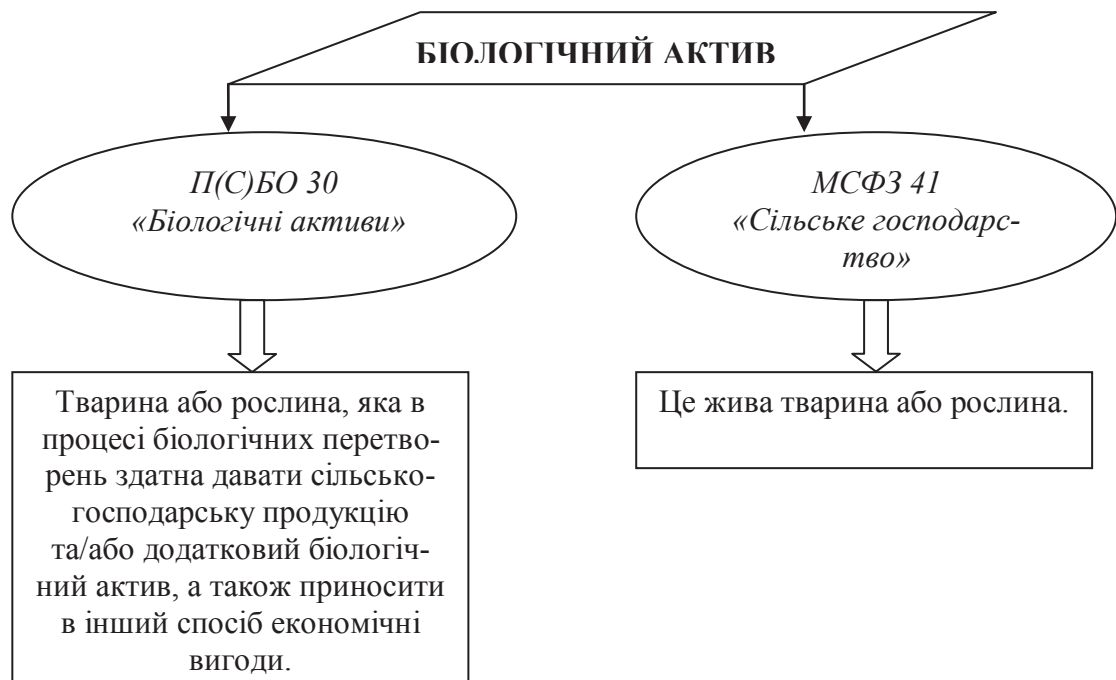 БІОЛОГІЧНИЙ АКТИВ
П(С)БО 30
«Біологічні активи»
МСФЗ 41
«Сільське господарс-
тво»
Тварина або рослина, яка в
процесі біологічних перетво-
рень здатна давати сільсько-
господарську продукцію
та/або додатковий біологіч-
ний актив, а також приносити
в інший спосіб економічні
вигоди.
Це жива тварина або рослина.